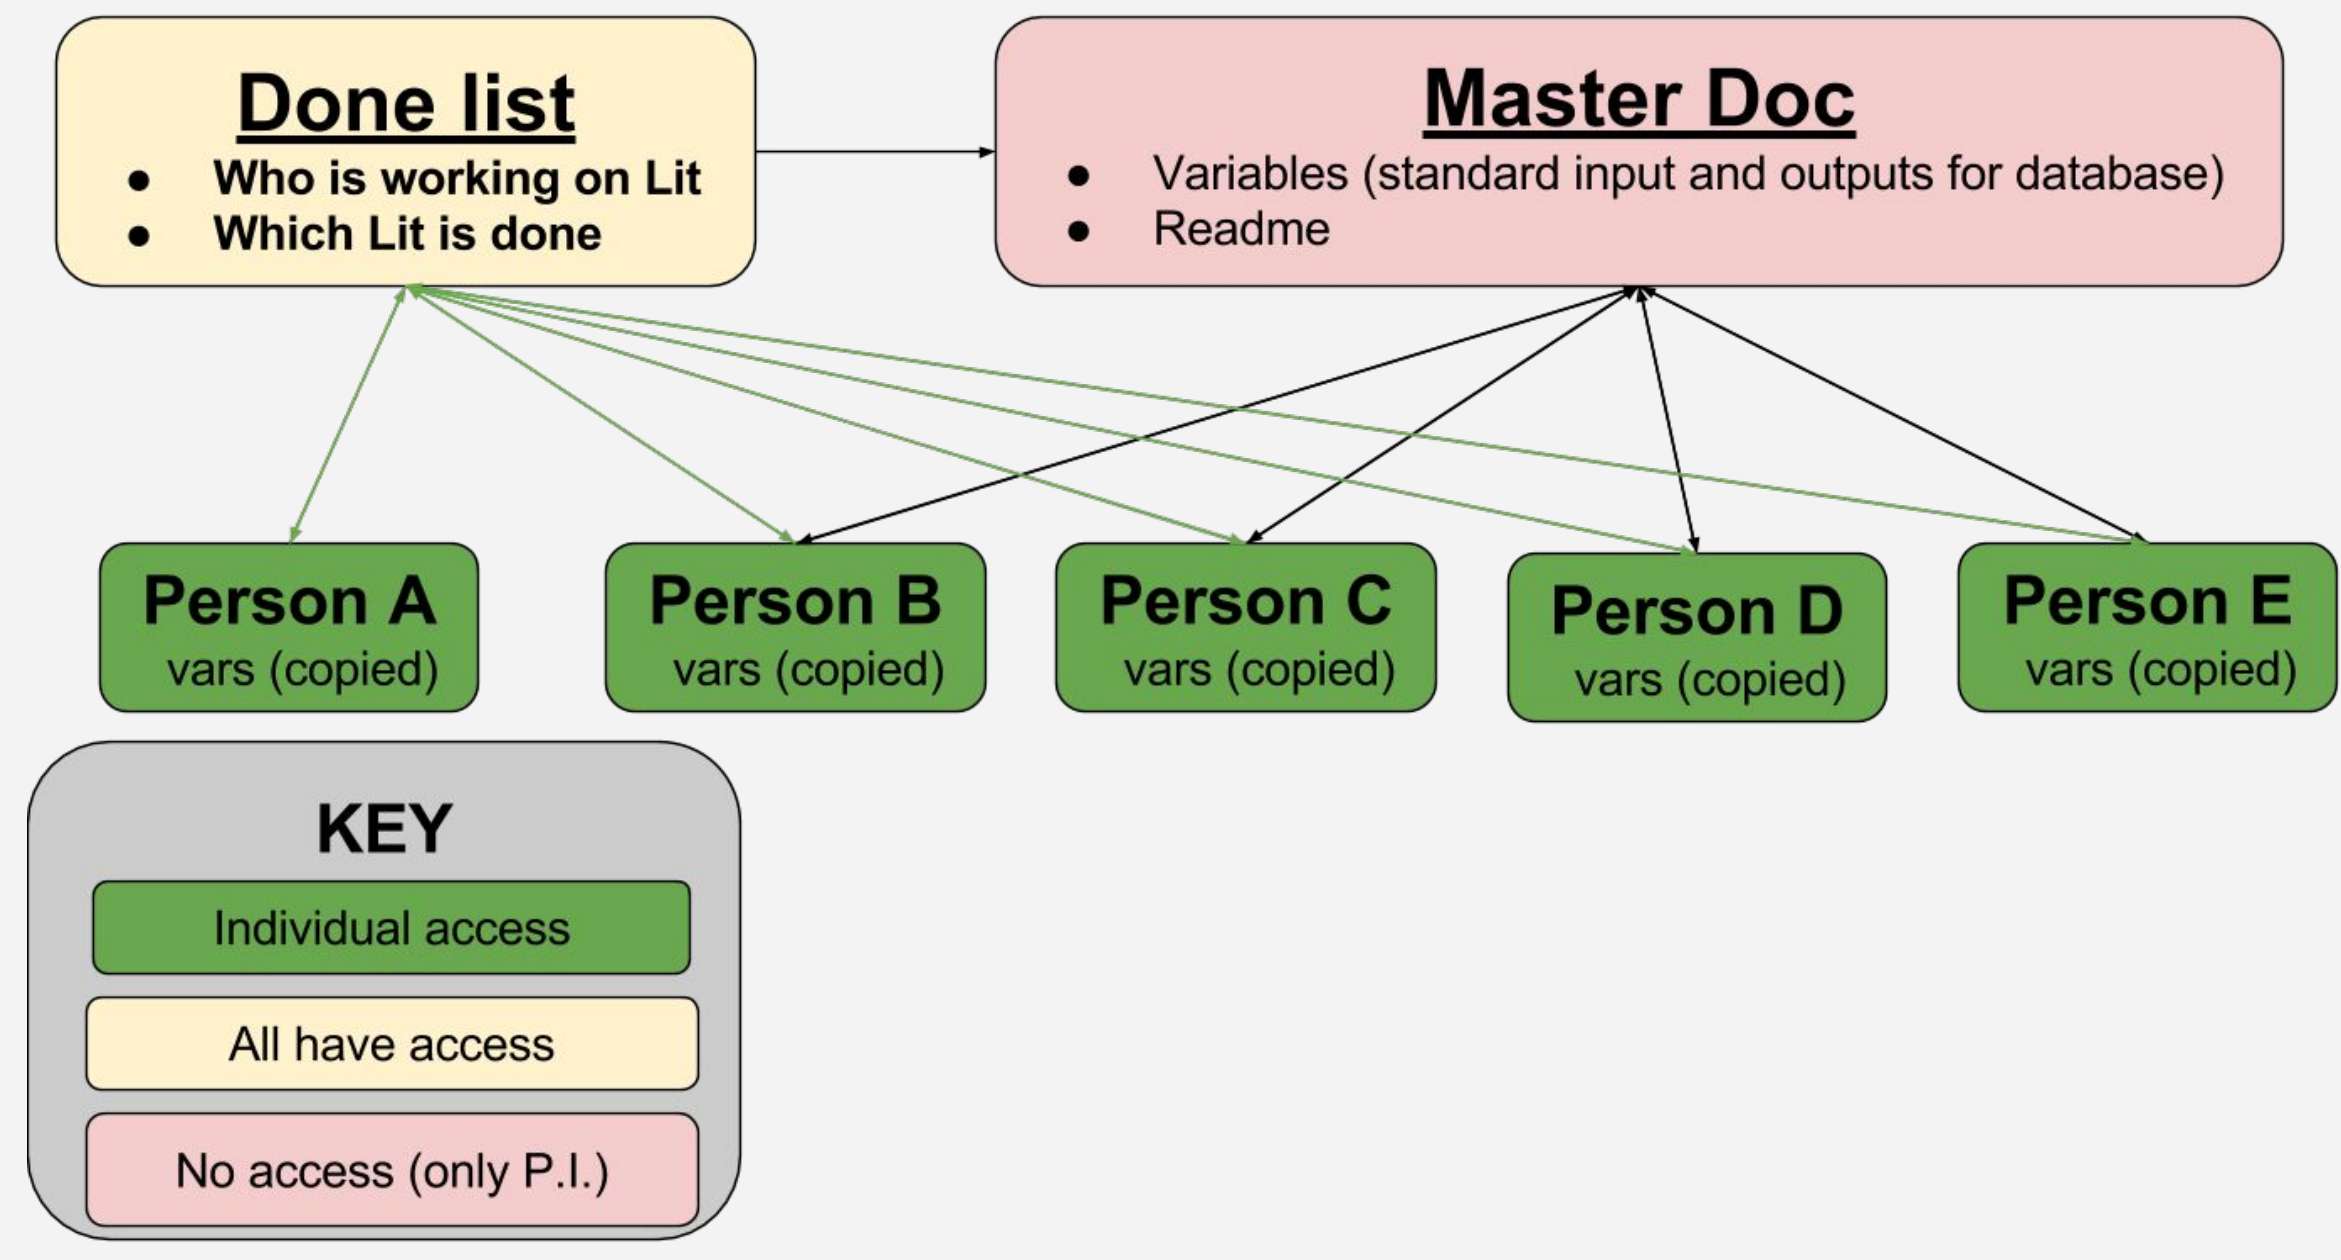 Done list
● Who is working on Lit
● Which Lit is done
Master Doc
● Variables (standard input and outputs for database)
● Readme
Person A
vars (copied)
Person B
vars (copied)
Person C
vars (copied)
Person D
vars (copied)
Person E
vars (copied)
KEY
Individual access
All have access
No access (only P.I.)